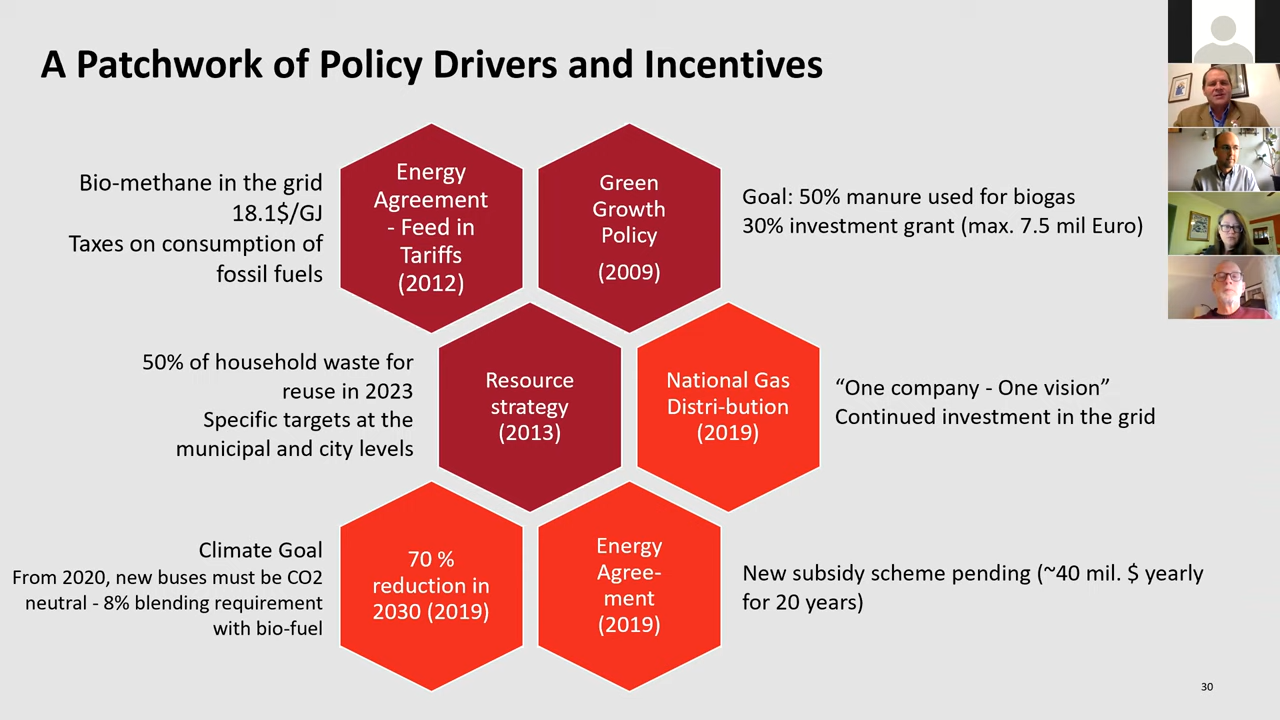 A Patchwork of Policy Drivers and Incentives
Bio-methane in the grid
18.1$/GJ
Taxes on consumption of
fossil fuels
Energy
Agreement
- Feed in
Tariffs
(2012)
Green
Growth
Policy
(2009)
Goal: 50% manure used for biogas
30% investment grant (max. 7.5 mil Euro)
50% of household waste for
reuse in 2023
Specific targets at the
municipal and city levels
Resource
strategy
(2013)
National Gas
Distri-bution
(2019)
“One company - One vision”
Continued investment in the grid
Climate Goal
From 2020, new buses must be CO2
neutral - 8% blending requirement
with bio-fuel
70 %
reduction in
2030 (2019)
Energy
Agree-
ment
(2019)
New subsidy scheme pending (~40 mil. $ yearly
for 20 years)
30